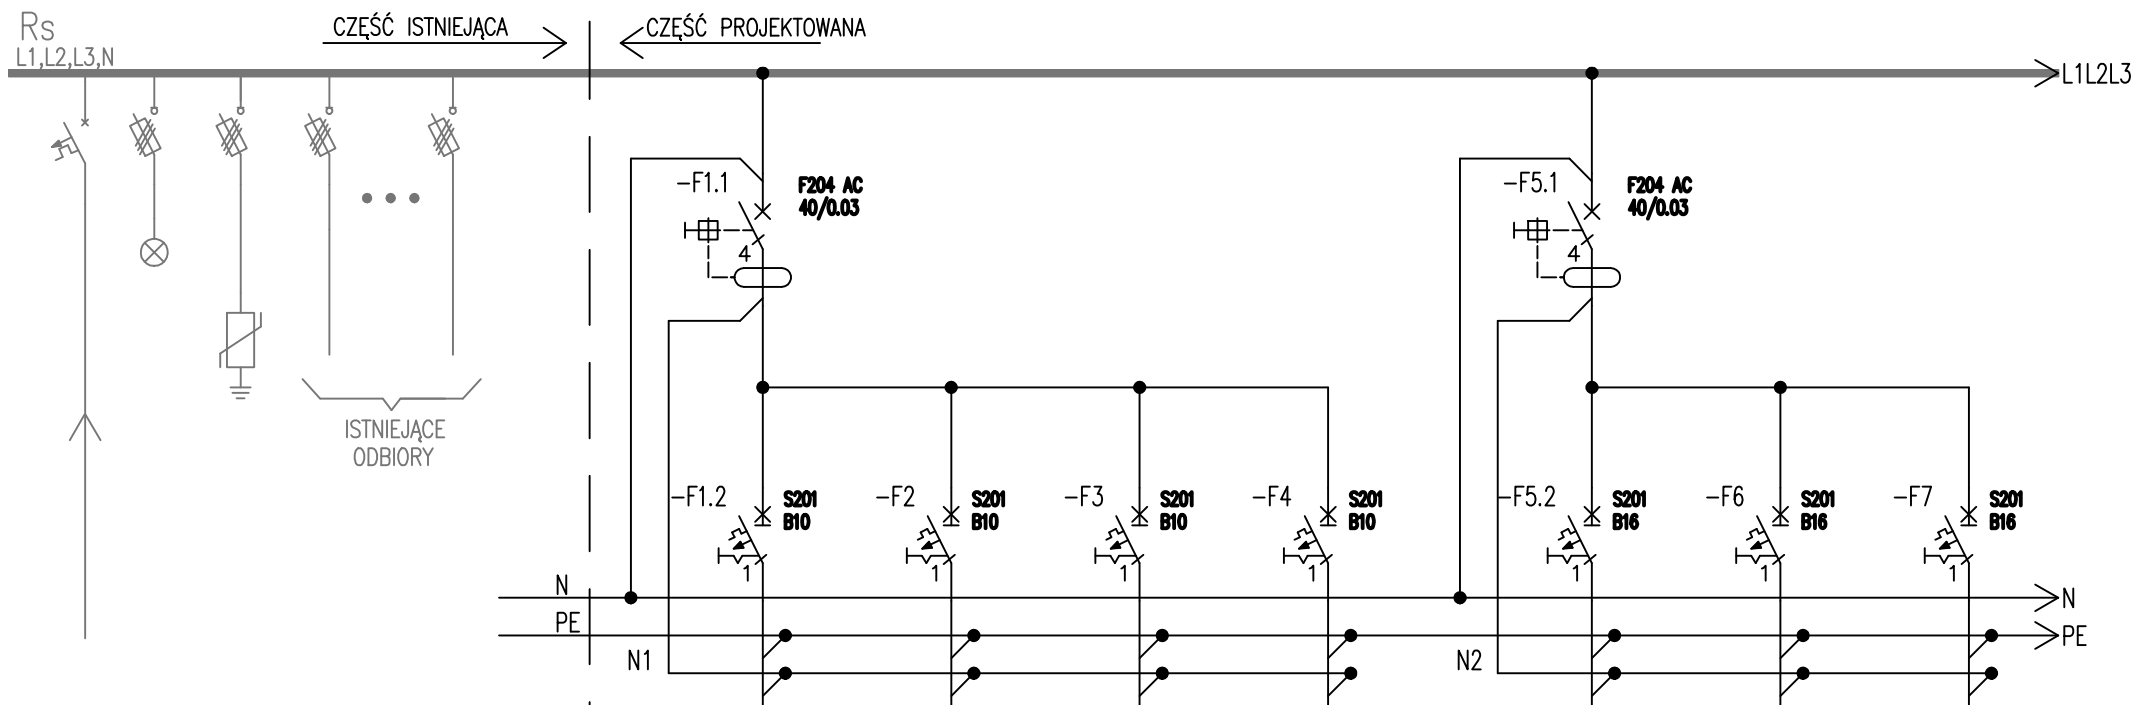 Rs
L1,L2,L3,N
CZĘŚĆ ISTNIEJĄCA
CZĘŚĆ PROJEKTOWANA
L1L2L3
-F1.1
F204 AC
40/0.03
4
-F5.1
F204 AC
40/0.03
4
ISTNIEJĄCE
ODBIORY
-F1.2
S201
B10
1
-F2
S201
B10
1
-F3
S201
B10
1
-F4
S201
B10
1
-F5.2
S201
B16
1
-F6
S201
B16
1
-F7
S201
B16
1
N
N
PE
PE
N1
N2